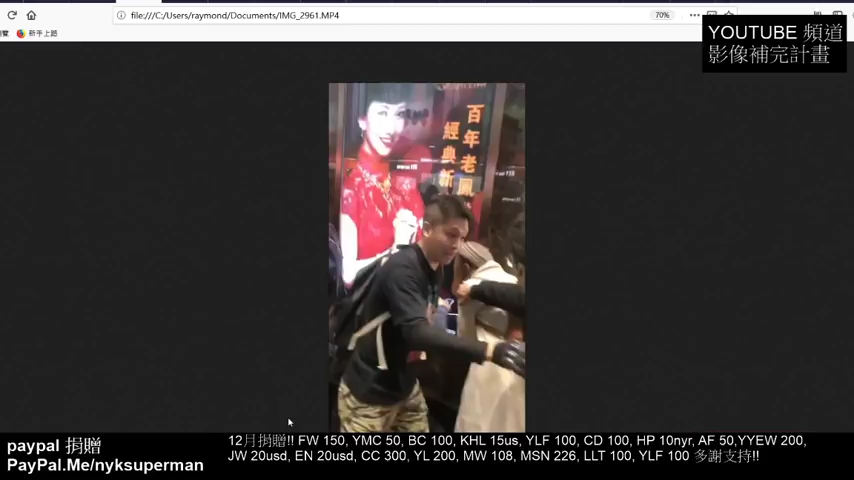 file:///C:/Users/raymond/Documents/IMG_2961.MP4
70%
新手上路
YOUTUBE 頻道
影像補完計畫
百年老鳳
經典新
paypal 捐贈
PayPal.Me/nyksuperman
12月捐贈!! FW 150, YMC 50, BC 100, KHL 15us, YLF 100, CD 100, HP 10nyr, AF 50,YYEW 200,
JW 20usd, EN 20usd, CC 300, YL 200, MW 108, MSN 226, LLT 100, YLF 100 多謝支持!!